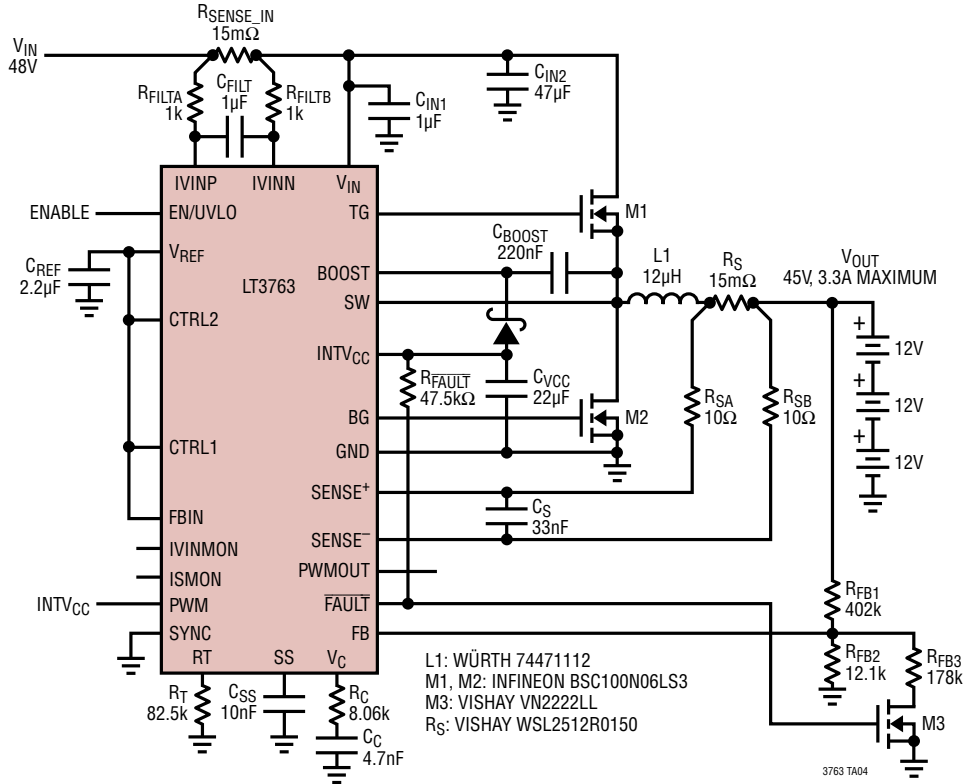 RSENSE_IN
15mΩ
VIN
48V
RFILTA
1k
CFILT
1µF
RFILTB
1k
CIN1
1µF
CIN2
47µF
IVINP
IVINN
VIN
ENABLE
EN/UVLO
TG
M1
VREF
CREF
2.2µF
LT3763
BOOST
CBOOST
220nF
SW
L1
12µH
RS
15mΩ
VOUT
45V, 3.3A MAXIMUM
CTRL2
INTVCC
RFAULT
47.5kΩ
CVCC
22µF
BG
M2
GND
RSA
10Ω
RSB
10Ω
+
12V
+
12V
+
12V
CTRL1
SENSE+
CS
33nF
SENSE–
FBIN
IVINMON
ISMON
PWMOUT
INTVCC
PWM
FAULT
SYNC
FB
RFB1
402k
RFB2
12.1k
RFB3
178k
M3
RT
SS
VC
RT
82.5k
CSS
10nF
RC
8.06k
CC
4.7nF
L1: WÜRTH 74471112
M1, M2: INFINEON BSC100N06LS3
M3: VISHAY VN2222LL
RS: VISHAY WSL2512R0150
3763 TA04